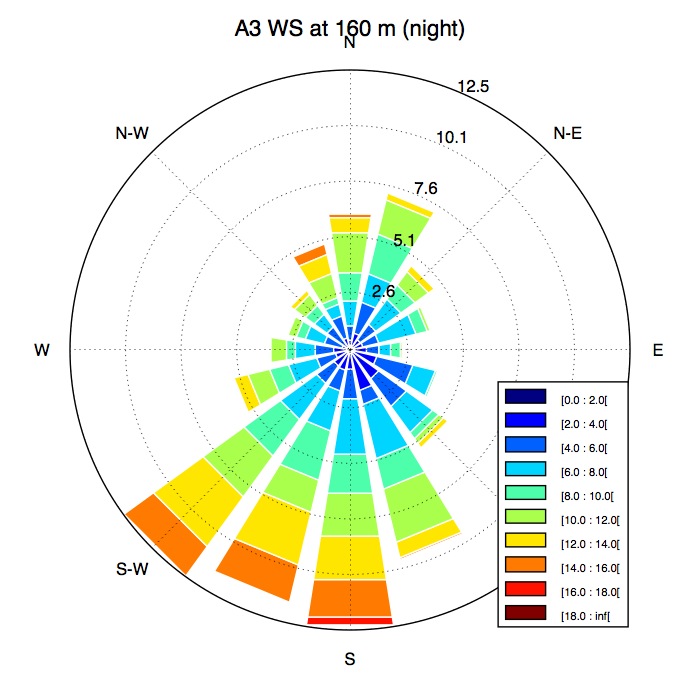 A3 WS at 160 m (night)
N
12.5
N-W
10.1
N-E
7.6
5.1
2.6
W
E
[0.0 : 2.0[
[2.0 : 4.0[
[4.0 : 6.0[
[6.0 : 8.0[
[8.0 : 10.0[
[10.0 : 12.0[
[12.0 : 14.0[
[14.0 : 16.0[
[16.0 : 18.0[
[18.0 : inf[
S-W
S